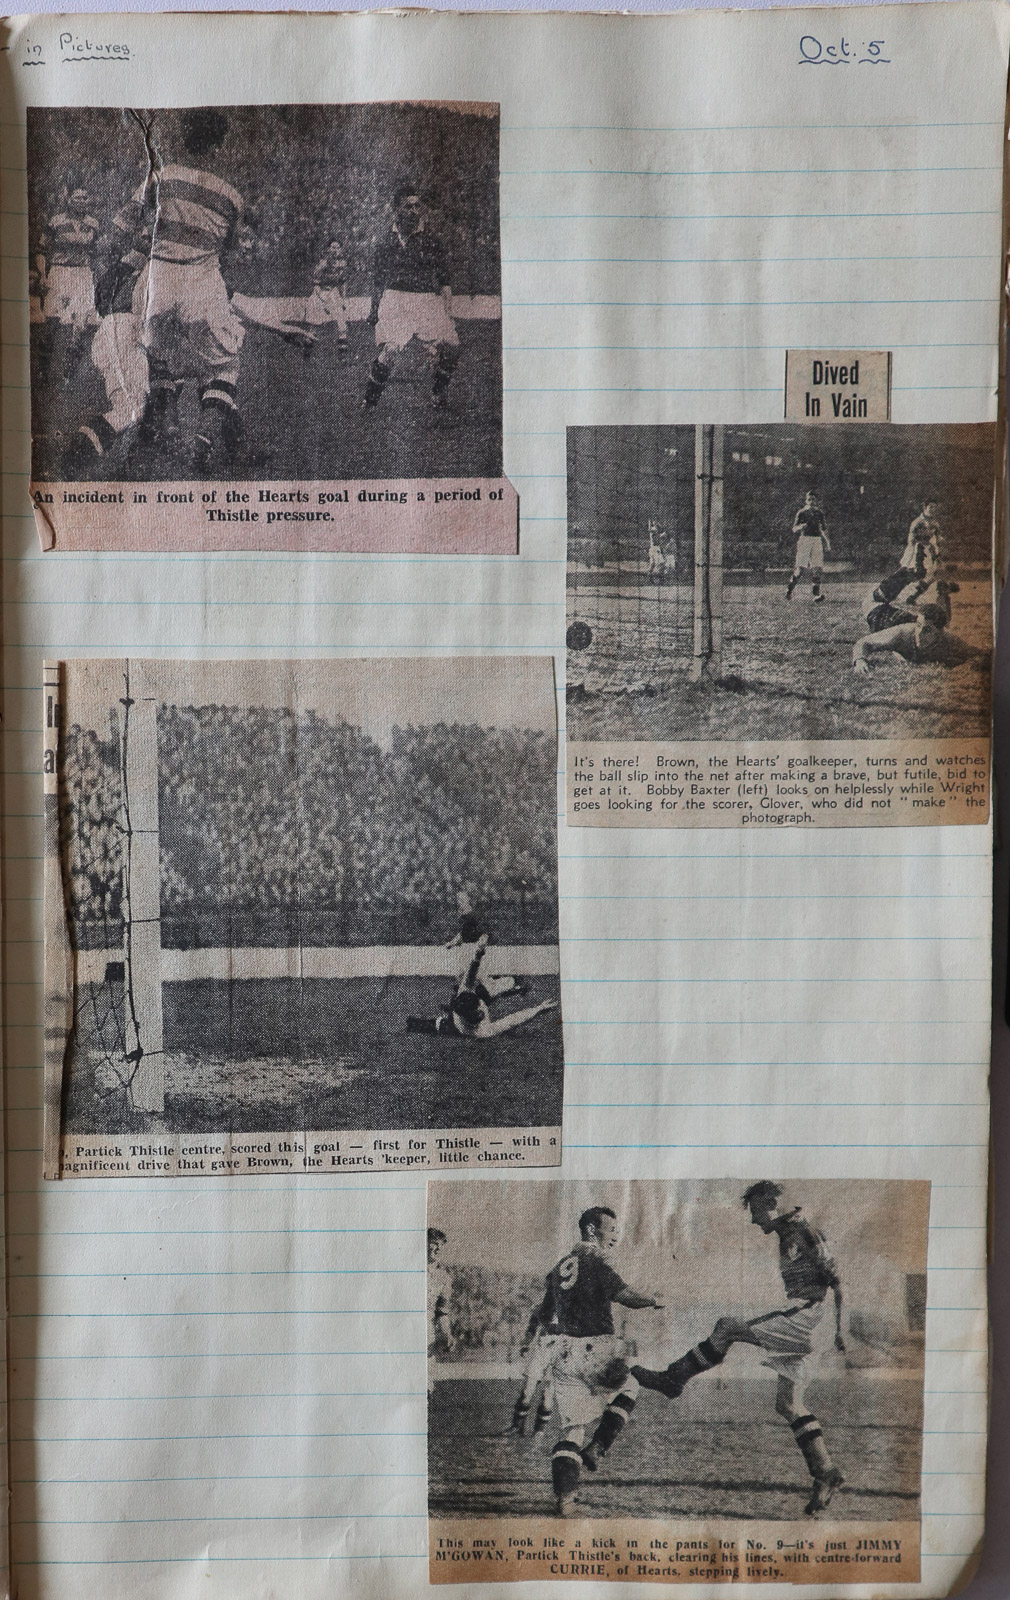 in Pictures.
Oct. 5
An incident in front of the Hearts goal during a period of
Thistle pressure.
Dived
In Vain
It's there! Brown, the Hearts' goalkeeper, turns and watches
the ball slip into the net after making a brave, but futile, bid to
get at it. Bobby Baxter (left) looks on helplessly while Wright
goes looking for the scorer, Glover, who did not "make" the
photograph.
, Partick Thistle centre, scored this goal — first for Thistle — with a
agnificent drive that gave Brown, the Hearts 'keeper, little chance.
9
This may look like a kick in the pants for No. 9—it's just JIMMY
M'GOWAN, Partick Thistle's back, clearing his lines, with centre-forward
CURRIE, of Hearts, stepping lively.